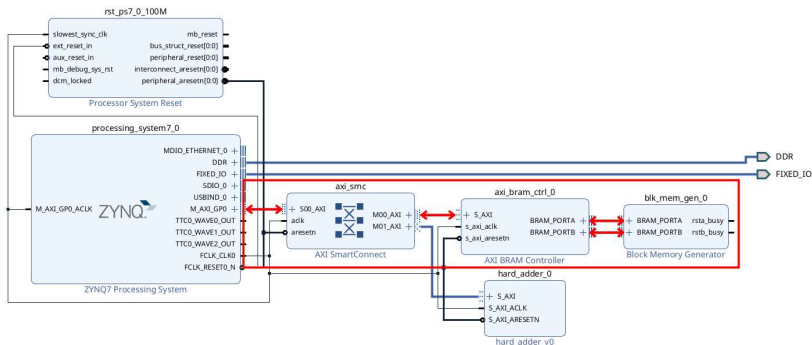 rst_ps7_0_100M
slowest_sync_clk
ext_reset_in
aux_reset_in
mb_debug_sys_rst
dcm_locked
mb_reset
bus_struct_reset[0:0]
peripheral_reset[0:0]
interconnect_aresetn[0:0]
peripheral_aresetn[0:0]
Processor System Reset
processing_system7_0
M_AXI_GP0_ACLK
ZYNQ
MDIO_ETHERNET_0
DDR
FIXED_IO
SDIO_0
USBIND_0
M_AXI_GP0
TTC0_WAVE0_OUT
TTC0_WAVE1_OUT
TTC0_WAVE2_OUT
FCLK_CLK0
FCLK_RESET0_N
ZYNQ7 Processing System
DDR
FIXED_IO
axi_smc
S00_AXI
aclk
aresetn
M00_AXI
M01_AXI
AXI SmartConnect
axi_bram_ctrl_0
S_AXI
s_axi_aclk
s_axi_aresetn
BRAM_PORTA
BRAM_PORTB
AXI BRAM Controller
blk_mem_gen_0
BRAM_PORTA
BRAM_PORTB
rsta_busy
rstb_busy
Block Memory Generator
hard_adder_0
S_AXI
S_AXI_ACLK
S_AXI_ARESETN
hard_adder_v0